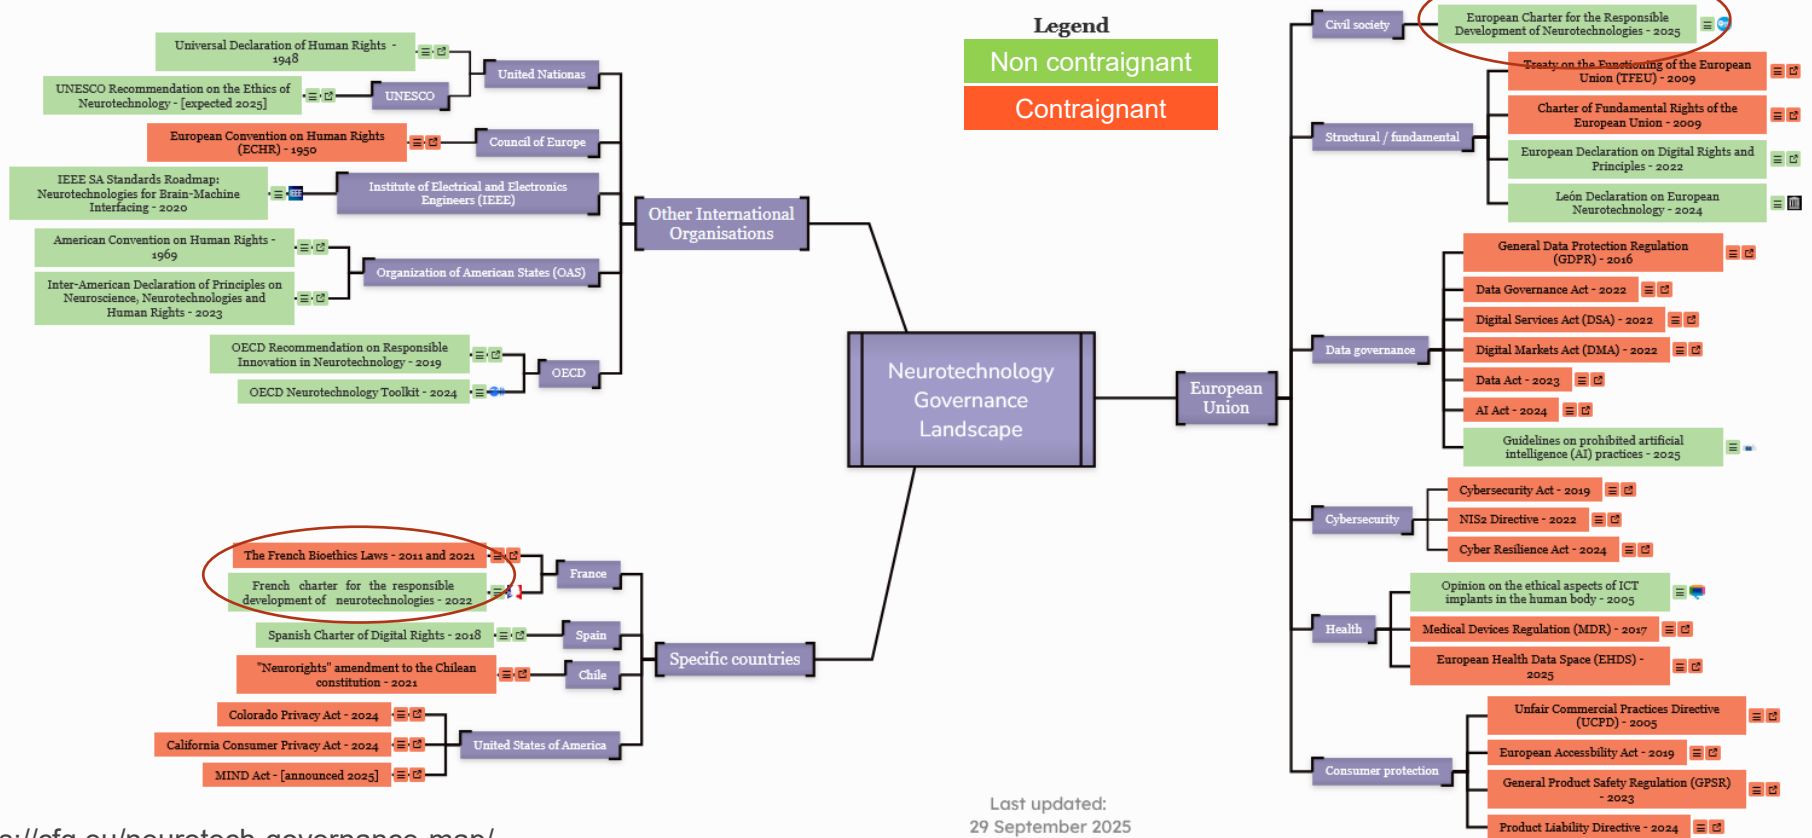 Legend
Non contraignant
Contraignant
Neurotechnology
Governance
Landscape
Other International
Organisations
United Nationas
Universal Declaration of Human Rights -
1948
UNESCO
UNESCO Recommendation on the Ethics of
Neurotechnology - [expected 2025]
Council of Europe
European Convention on Human Rights
(ECHR) - 1950
Institute of Electrical and Electronics
Engineers (IEEE)
IEEE SA Standards Roadmap:
Neurotechnologies for Brain-Machine
Interfacing - 2020
Organization of American States (OAS)
American Convention on Human Rights -
1969
Inter-American Declaration of Principles on
Neuroscience, Neurotechnologies and
Human Rights - 2023
OECD
OECD Recommendation on Responsible
Innovation in Neurotechnology - 2019
OECD Neurotechnology Toolkit - 2024
Specific countries
France
The French Bioethics Laws - 2011 and 2021
French charter for the responsible
development of neurotechnologies - 2022
Spain
Spanish Charter of Digital Rights - 2018
Chile
"Neurorights" amendment to the Chilean
constitution - 2021
United States of America
Colorado Privacy Act - 2024
California Consumer Privacy Act - 2024
MIND Act - [announced 2025]
European
Union
Civil society
European Charter for the Responsible
Development of Neurotechnologies - 2025
Structural / fundamental
Treaty on the Functioning of the European
Union (TFEU) - 2009
Charter of Fundamental Rights of the
European Union - 2009
European Declaration on Digital Rights and
Principles - 2022
León Declaration on European
Neurotechnology - 2024
Data governance
General Data Protection Regulation
(GDPR) - 2016
Data Governance Act - 2022
Digital Services Act (DSA) - 2022
Digital Markets Act (DMA) - 2022
Data Act - 2023
AI Act - 2024
Guidelines on prohibited artificial
intelligence (AI) practices - 2025
Cybersecurity
Cybersecurity Act - 2019
NIS2 Directive - 2022
Cyber Resilience Act - 2024
Health
Opinion on the ethical aspects of ICT
implants in the human body - 2005
Medical Devices Regulation (MDR) - 2017
European Health Data Space (EHDS) -
2025
Consumer protection
Unfair Commercial Practices Directive
(UCPD) - 2005
European Accessbility Act - 2019
General Product Safety Regulation (GPSR)
- 2023
Product Liability Directive - 2024
Last updated:
29 September 2025
s://cfg.eu/neurotech-governance-map/